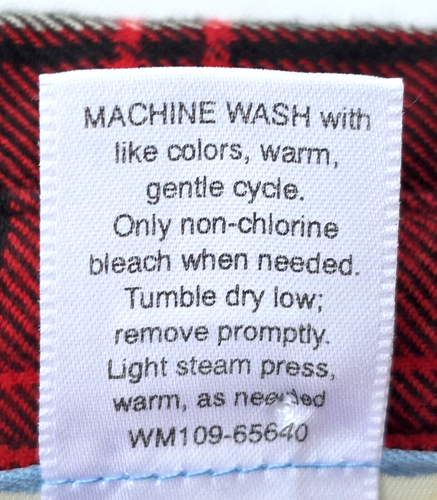 MACHINE WASH with
like colors, warm,
gentle cycle.
Only non-chlorine
bleach when needed.
Tumble dry low;
remove promptly.
Light steam press,
warm, as needed
WM109-65640